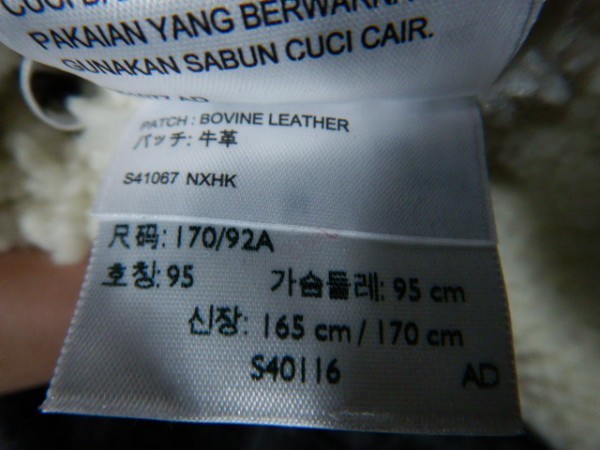 PAKAIAN YANG BERWARNA
GUNAKAN SABUN CUCI CAIR.
AD
PATCH : BOVINE LEATHER
パッチ: 牛革
S41067 NXHK
尺码: 170/92A
호칭: 95 가슴둘레: 95 cm
신장: 165 cm / 170 cm
S40116 AD